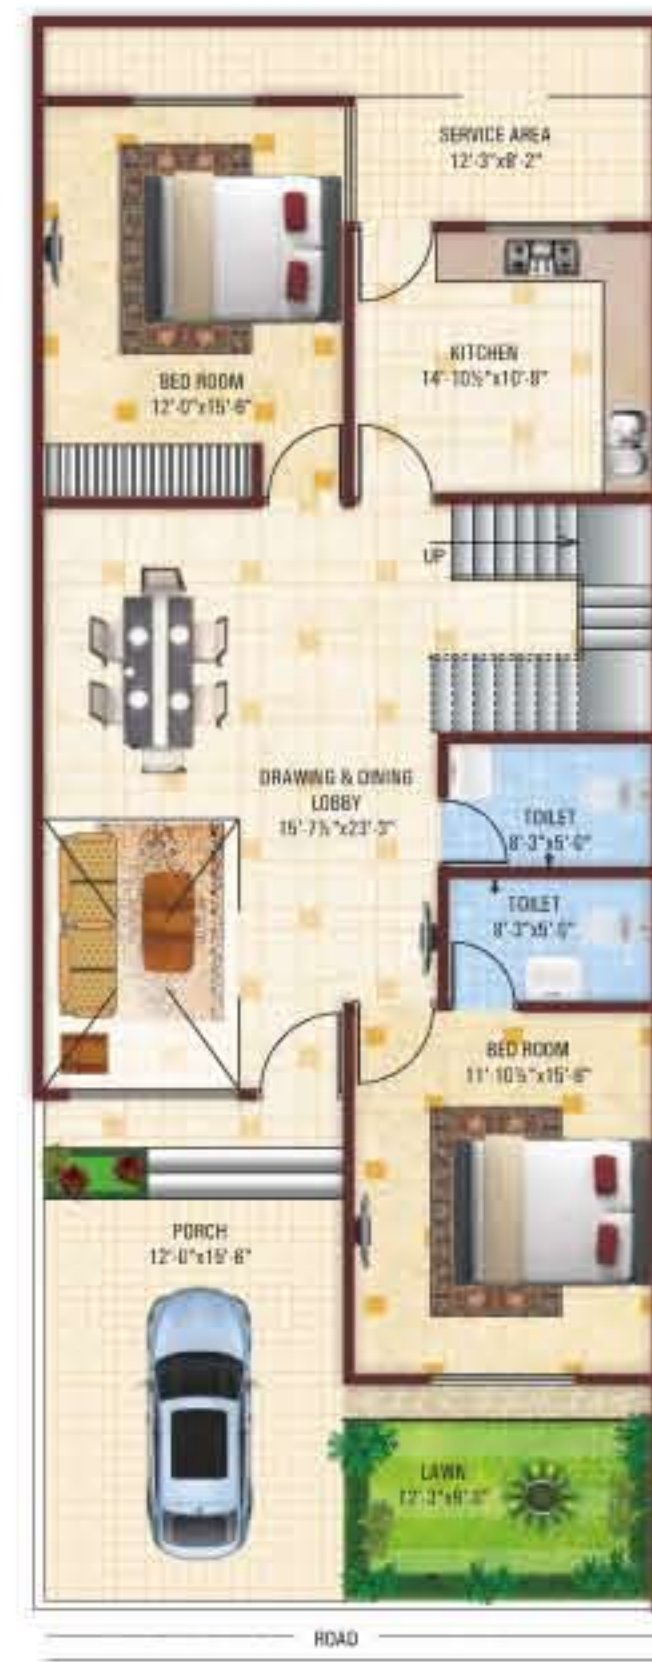 SERVICE AREA
12'-3"x8'-2"
KITCHEN
14'-10½"x10'-8"
BED ROOM
12'-0"x15'-6"
UP
DRAWING & DINING
LOBBY
15'-7½"x23'-3"
TOILET
8'-3"x5'-0"
TOILET
8'-3"x5'-0"
BED ROOM
11'-10½"x15'-6"
PORCH
12'-0"x15'-6"
LAWN
ROAD